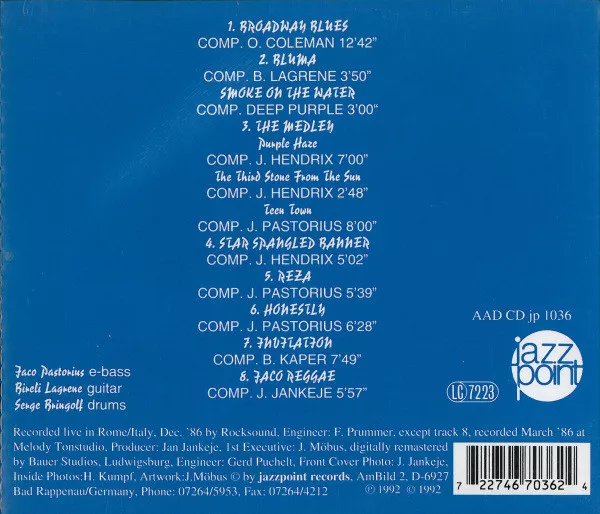 1. BROADWAY BLUES
COMP. O. COLEMAN 12'42"
2. BLUMA
COMP. B. LAGRENE 3'50"
SMOKE ON THE WATER
COMP. DEEP PURPLE 3'00"
3. THE MEDLEY
Purple Haze
COMP. J. HENDRIX 7'00"
The Third Stone From The Sun
COMP. J. HENDRIX 2'48"
Teen Town
COMP. J. PASTORIUS 8'00"
4. STAR SPANGLED BANNER
COMP. J. HENDRIX 5'02"
5. REZA
COMP. J. PASTORIUS 5'39"
6. HONESTLY
COMP. J. PASTORIUS 6'28"
7. INVITATION
COMP. B. KAPER 7'49"
8. JACO REGGAE
COMP. J. JANKEJE 5'57"
Jaco Pastorius e-bass
Bireli Lagrene guitar
Serge Bringolf drums
AAD CD jp 1036
jazz
point
LC 7223
Recorded live in Rome/Italy, Dec. '86 by Rocksound, Engineer: F. Prummer, except track 8, recorded March '86 at
Melody Tonstudio, Producer: Jan Jankeje, 1st Executive: J. Möbus, digitally remastered
by Bauer Studios, Ludwigsburg, Engineer: Gerd Puchelt, Front Cover Photo: J. Jankeje,
Inside Photos:H. Kumpf, Artwork:J.Möbus © by jazzpoint records, AmBild 2, D-6927
Bad Rappenau/Germany, Phone: 07264/5953, Fax: 07264/4212 ℗ 1992 © 1992
7 22746 70362 4